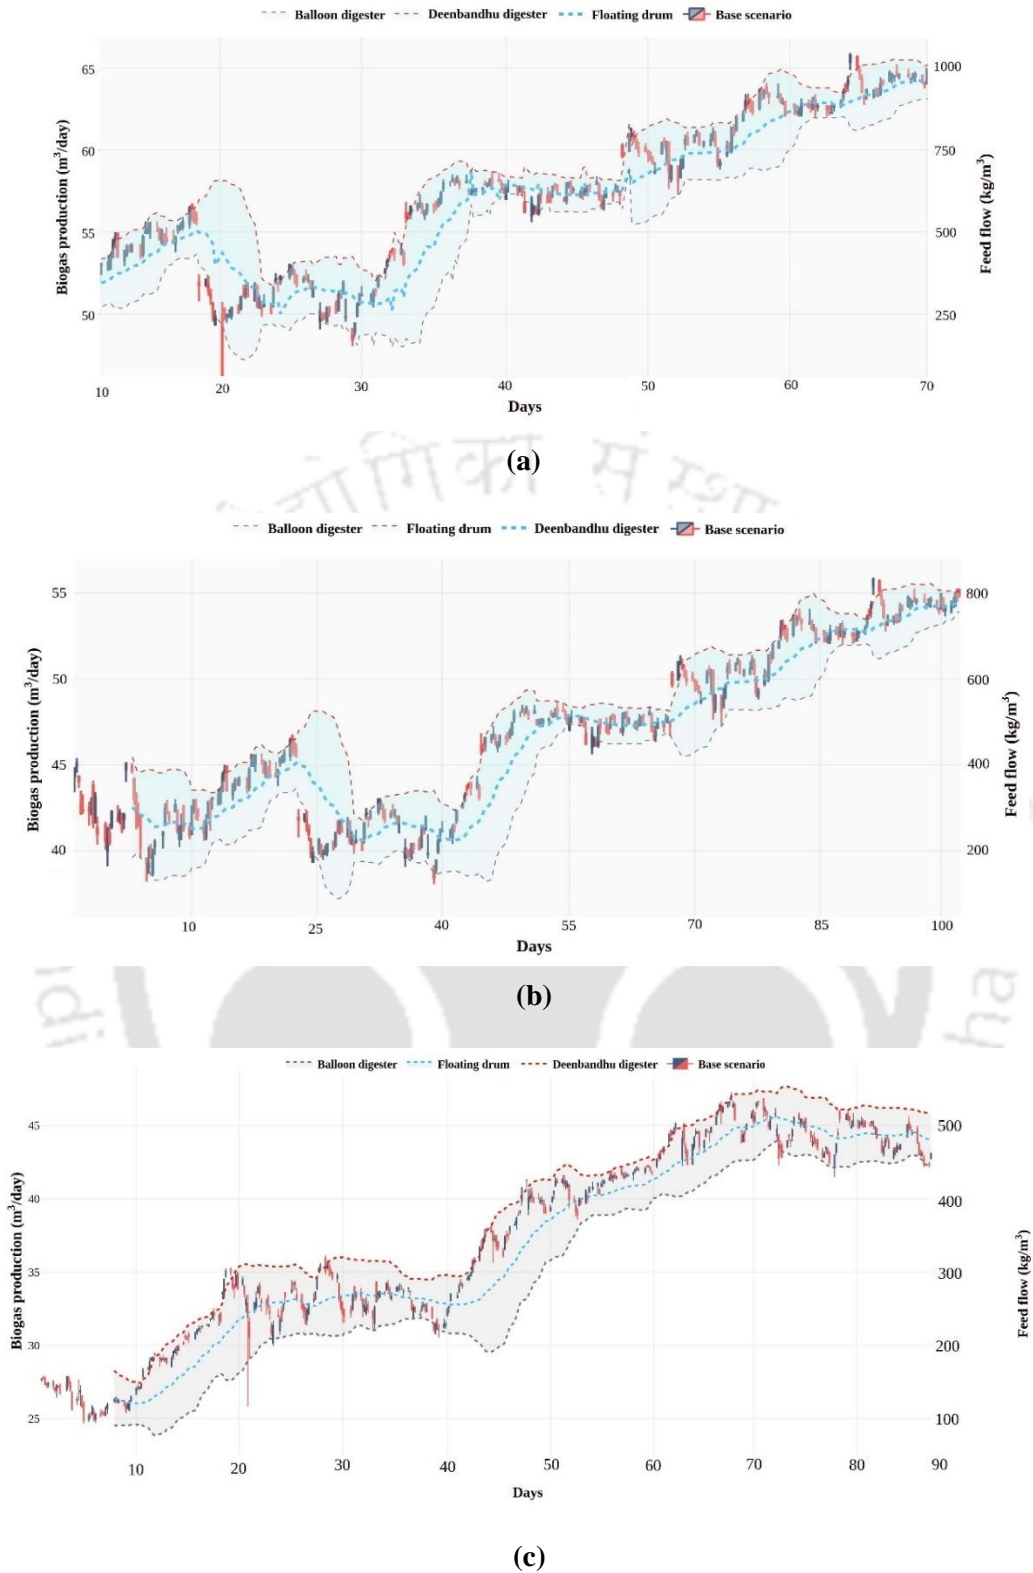 Balloon digester Deenbandhu digester Floating drum Base scenario
65
60
55
50
Biogas production (m³/day)
1000
750
500
250
Feed flow (kg/m³)
10 20 30 40 50 60 70
Days
(a)
Balloon digester Floating drum Deenbandhu digester Base scenario
55
50
45
40
Biogas production (m³/day)
800
600
400
200
Feed flow (kg/m³)
10 25 40 55 70 85 100
Days
(b)
Balloon digester Floating drum Deenbandhu digester Base scenario
45
40
35
30
25
Biogas production (m³/day)
500
400
300
200
100
Feed flow (kg/m³)
10 20 30 40 50 60 70 80 90
Days
(c)